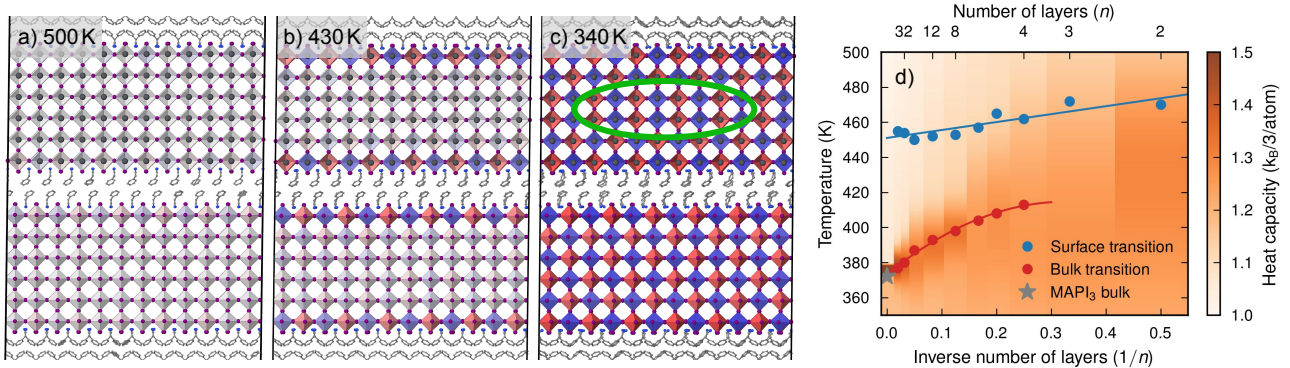 a) 500 K
b) 430 K
c) 340 K
Number of layers (n)
32 12 8 4 3 2
d)
500
480
460
440
420
400
380
360
Temperature (K)
Surface transition
Bulk transition
MAPI₃ bulk
0.0 0.1 0.2 0.3 0.4 0.5
Inverse number of layers (1/n)
1.5
1.4
1.3
1.2
1.1
1.0
Heat capacity (k_B/3/atom)